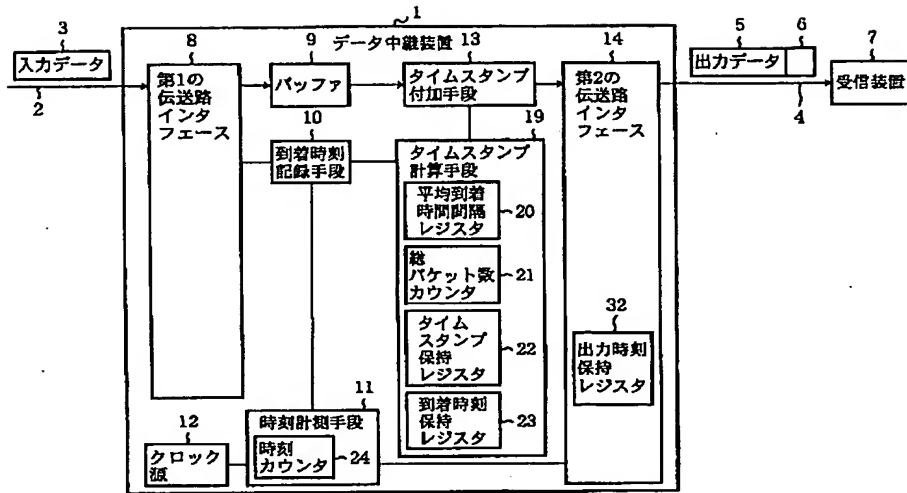 1
データ中継装置
3
入力データ
2
8
第1の
伝送路
インタ
フェース
9
バッファ
10
到着時刻
記録手段
13
タイムスタンプ
付加手段
19
タイムスタンプ
計算手段
平均到着
時間間隔
レジスタ
20
総
パケット数
カウンタ
21
タイム
スタンプ
保持
レジスタ
22
到着時刻
保持
レジスタ
23
14
第2の
伝送路
インタ
フェース
32
出力時刻
保持
レジスタ
5
6
出力データ
4
7
受信装置
11
時刻計測手段
時刻
カウンタ
24
12
クロック
源